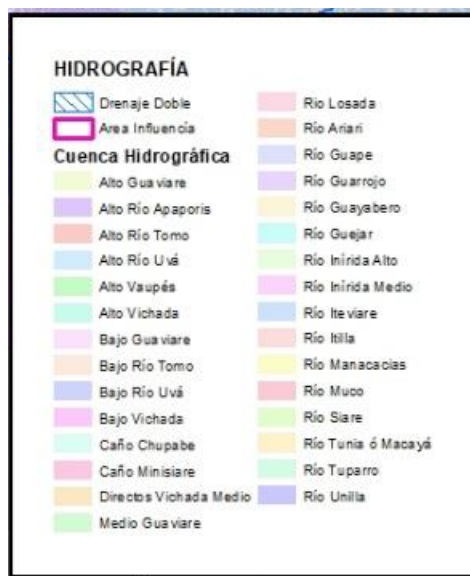 HIDROGRAFÍA
Drenaje Doble
Area Influencia
Cuenca Hidrográfica
Alto Guaviare
Alto Río Apaporis
Alto Río Tomo
Alto Río Uvá
Alto Vaupés
Alto Vichada
Bajo Guaviare
Bajo Río Tomo
Bajo Río Uvá
Bajo Vichada
Caño Chupabe
Caño Minisiare
Directos Vichada Medio
Medio Guaviare
Rio Losada
Río Ariari
Río Guape
Río Guarrojo
Río Guayabero
Río Guejar
Río Inírida Alto
Río Inírida Medio
Río Iteviare
Río Itilla
Río Manacacias
Río Muco
Río Siare
Río Tunia ó Macayá
Río Tuparro
Río Unilla